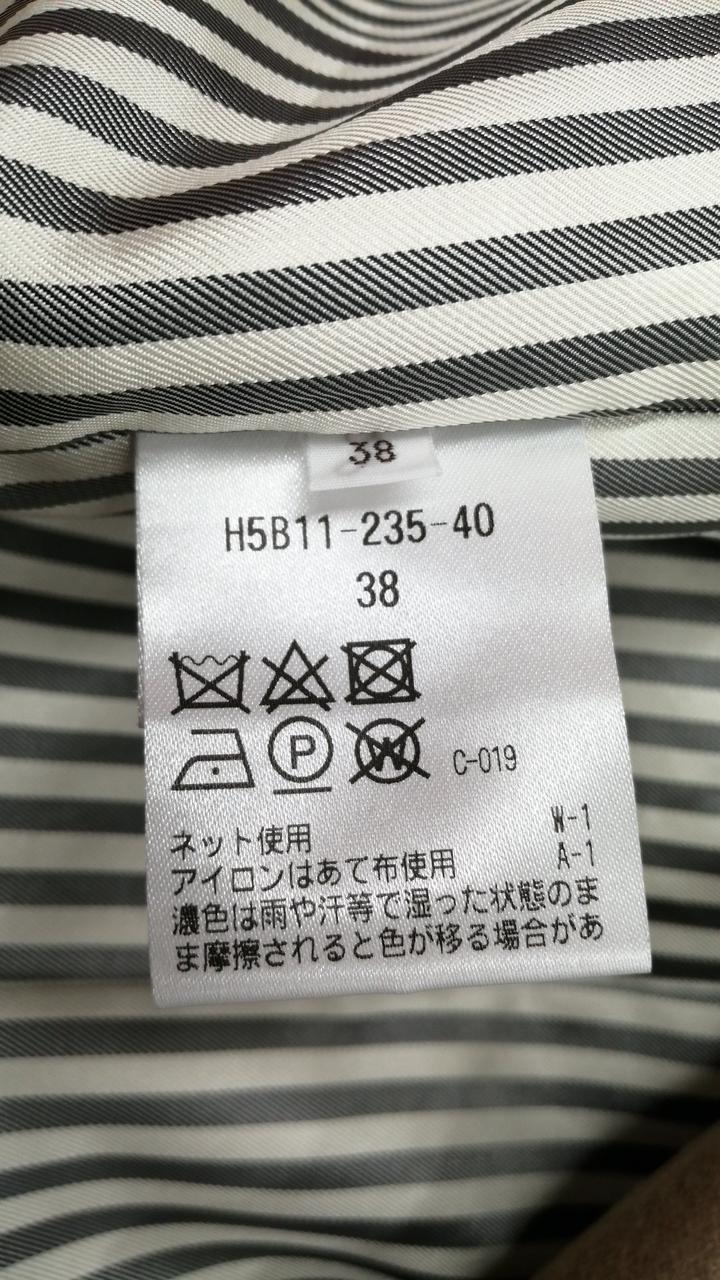 38
H5B11-235-40
38
P W C-019
W-1
ネット使用
A-1
アイロンはあて布使用
濃色は雨や汗等で湿った状態のま
ま摩擦されると色が移る場合があ